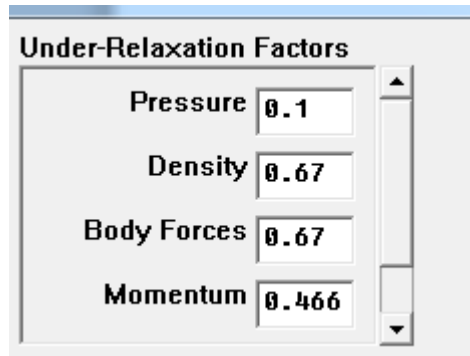 Under-Relaxation Factors
Pressure 0.1
Density 0.67
Body Forces 0.67
Momentum 0.466